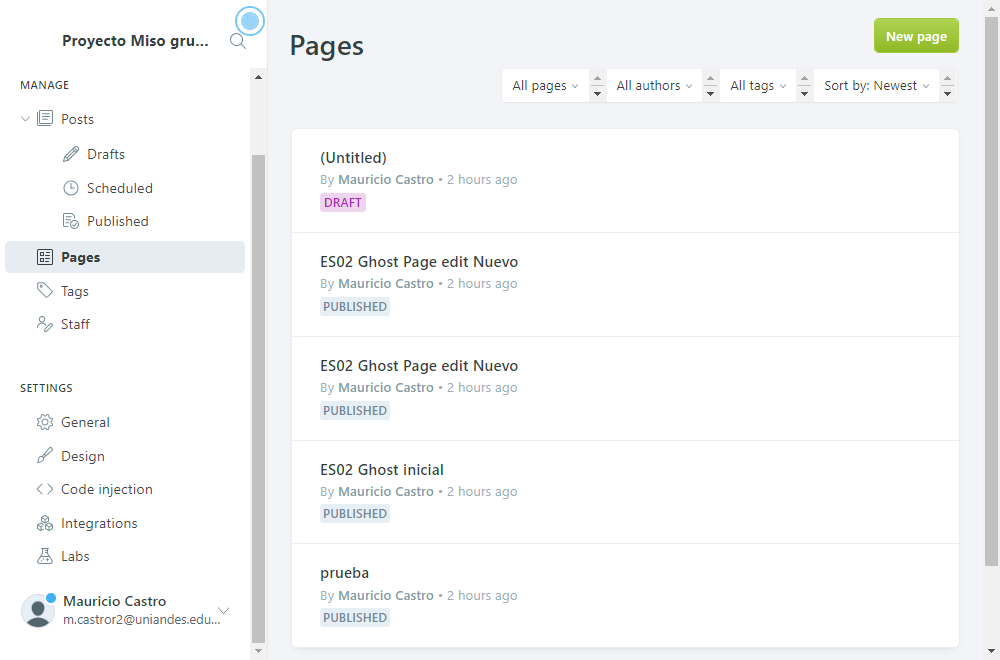 Proyecto Miso gru...
MANAGE
Posts
Drafts
Scheduled
Published
Pages
Tags
Staff
SETTINGS
General
Design
Code injection
Integrations
Labs
Mauricio Castro
m.castror2@uniandes.edu...
Pages
New page
All pages
All authors
All tags
Sort by: Newest
(Untitled)
By Mauricio Castro • 2 hours ago
DRAFT
ES02 Ghost Page edit Nuevo
By Mauricio Castro • 2 hours ago
PUBLISHED
ES02 Ghost Page edit Nuevo
By Mauricio Castro • 2 hours ago
PUBLISHED
ES02 Ghost inicial
By Mauricio Castro • 2 hours ago
PUBLISHED
prueba
By Mauricio Castro • 2 hours ago
PUBLISHED